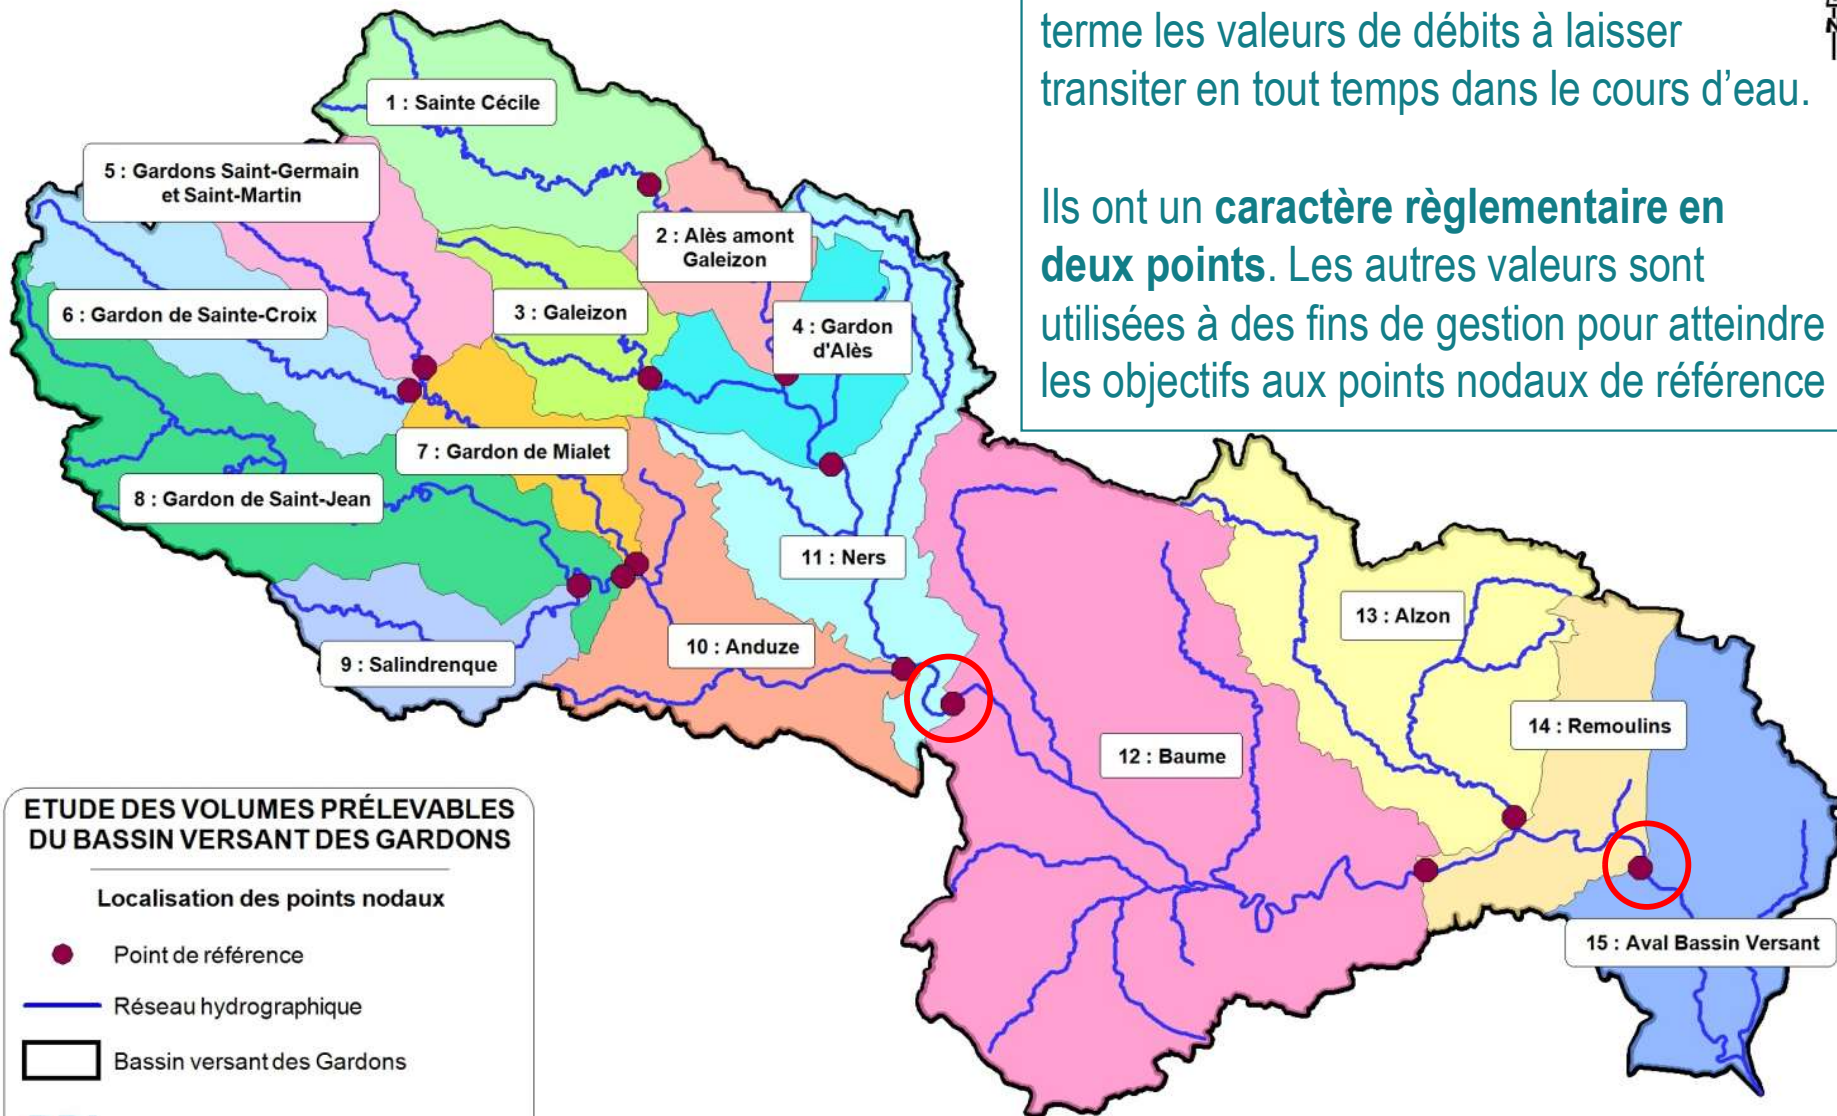 terme les valeurs de débits à laisser
transiter en tout temps dans le cours d'eau.
Ils ont un caractère règlementaire en
deux points. Les autres valeurs sont
utilisées à des fins de gestion pour atteindre
les objectifs aux points nodaux de référence
N
1 : Sainte Cécile
5 : Gardons Saint-Germain
et Saint-Martin
2 : Alès amont
Galeizon
6 : Gardon de Sainte-Croix
3 : Galeizon
4 : Gardon
d'Alès
7 : Gardon de Mialet
8 : Gardon de Saint-Jean
11 : Ners
13 : Alzon
9 : Salindrenque
10 : Anduze
14 : Remoulins
12 : Baume
15 : Aval Bassin Versant
ETUDE DES VOLUMES PRÉLEVABLES
DU BASSIN VERSANT DES GARDONS
Localisation des points nodaux
Point de référence
Réseau hydrographique
Bassin versant des Gardons